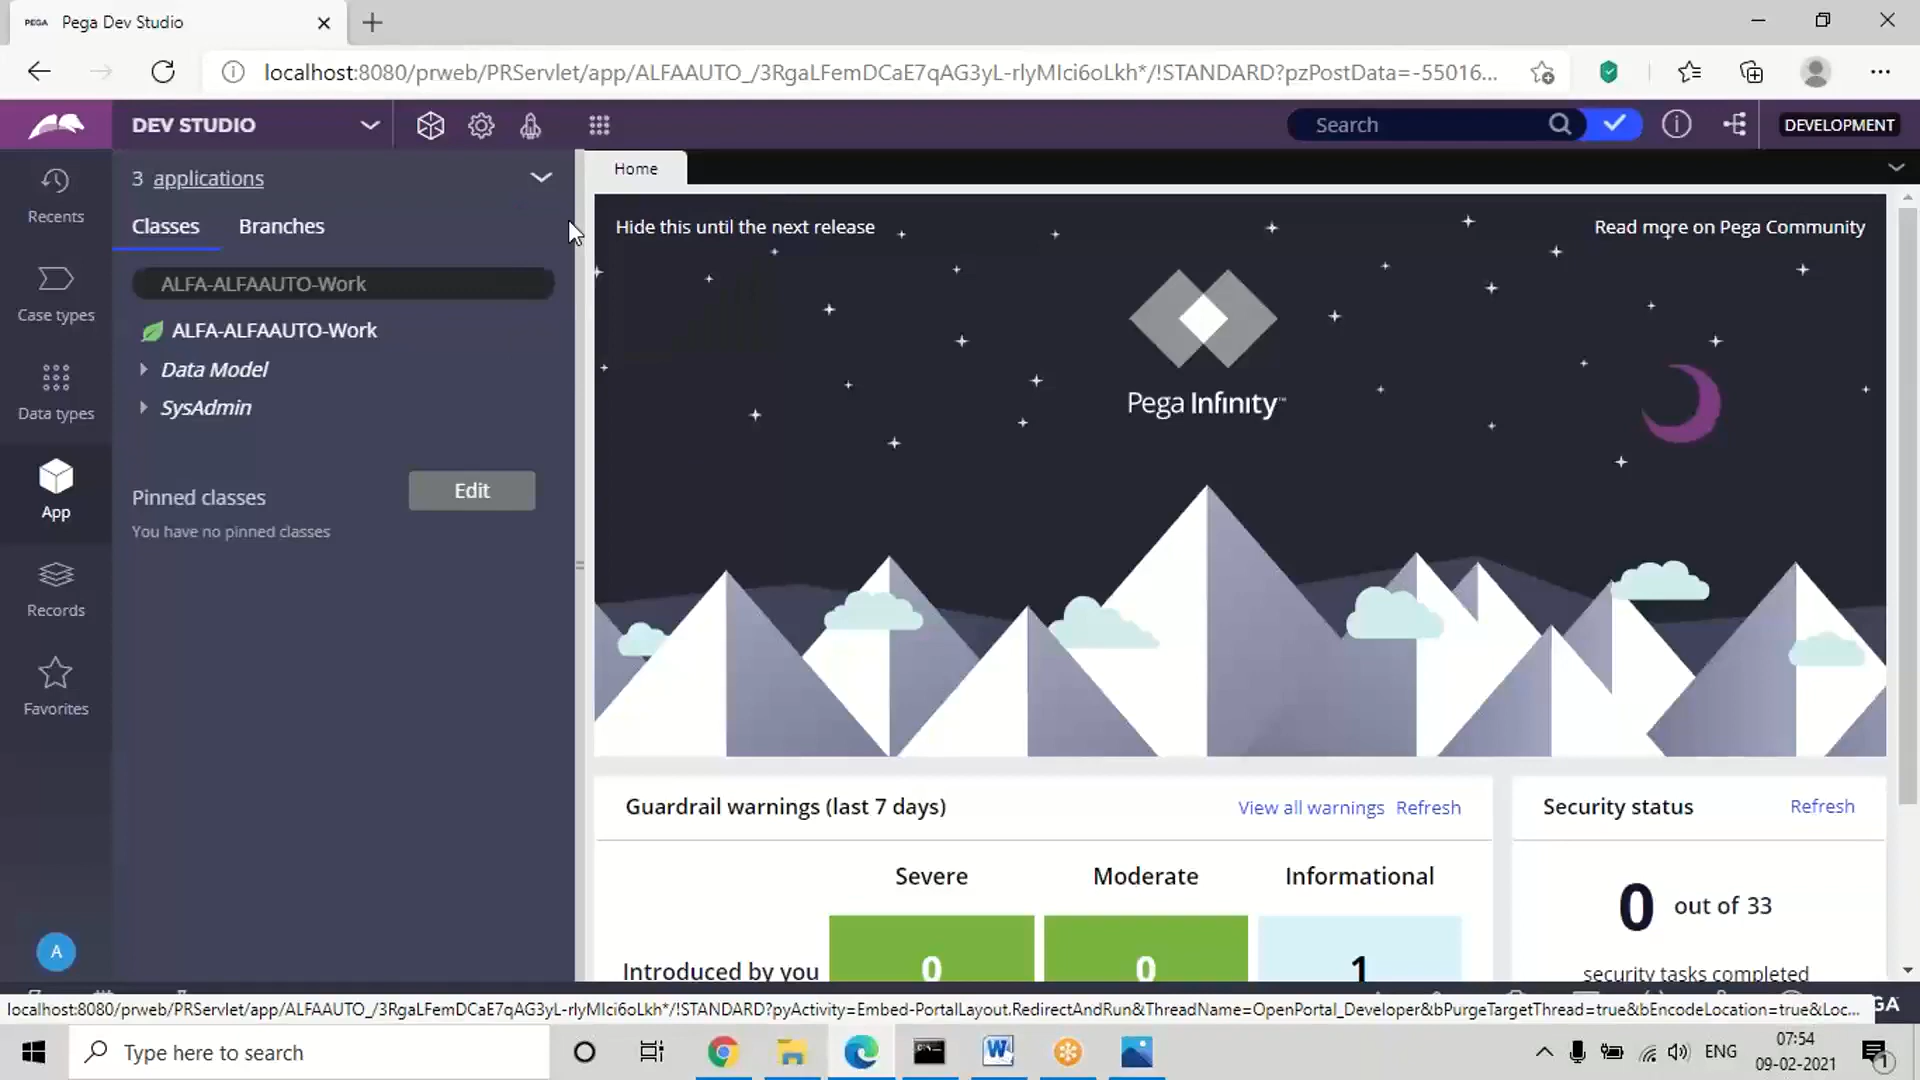 PEGA Pega Dev Studio
localhost:8080/prweb/PRServlet/app/ALFAAUTO_/3RgaLFemDCaE7qAG3yL-rlyMIci6oLkh*/!STANDARD?pzPostData=-55016...
DEV STUDIO
Search
DEVELOPMENT
Recents
Case types
Data types
App
Records
Favorites
A
3 applications
Classes Branches
ALFA-ALFAAUTO-Work
ALFA-ALFAAUTO-Work
Data Model
SysAdmin
Pinned classes
Edit
You have no pinned classes
Home
Hide this until the next release
Read more on Pega Community
Pega Infinity™
Guardrail warnings (last 7 days)
View all warnings Refresh
Severe Moderate Informational
Introduced by you 0 0 1
Security status
Refresh
0 out of 33
security tasks completed
localhost:8080/prweb/PRServlet/app/ALFAAUTO_/3RgaLFemDCaE7qAG3yL-rlyMIci6oLkh*/!STANDARD?pyActivity=Embed-PortalLayout.RedirectAndRun&ThreadName=OpenPortal_Developer&bPurgeTargetThread=true&bEncodeLocation=true&Loc...
GA
Type here to search
W
ENG
07:54
09-02-2021
1